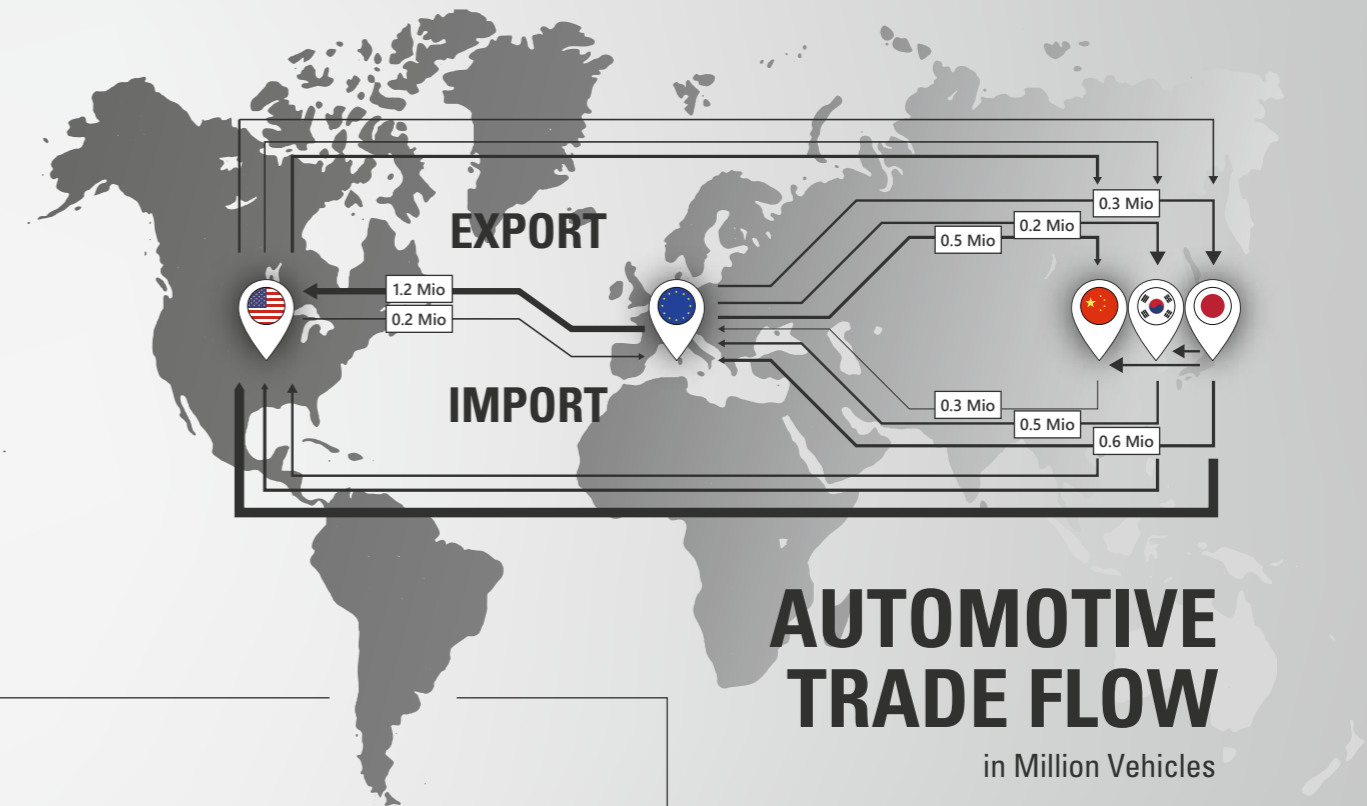 EXPORT
0.3 Mio
0.2 Mio
0.5 Mio
1.2 Mio
0.2 Mio
IMPORT
0.3 Mio
0.5 Mio
0.6 Mio
AUTOMOTIVE
TRADE FLOW
in Million Vehicles